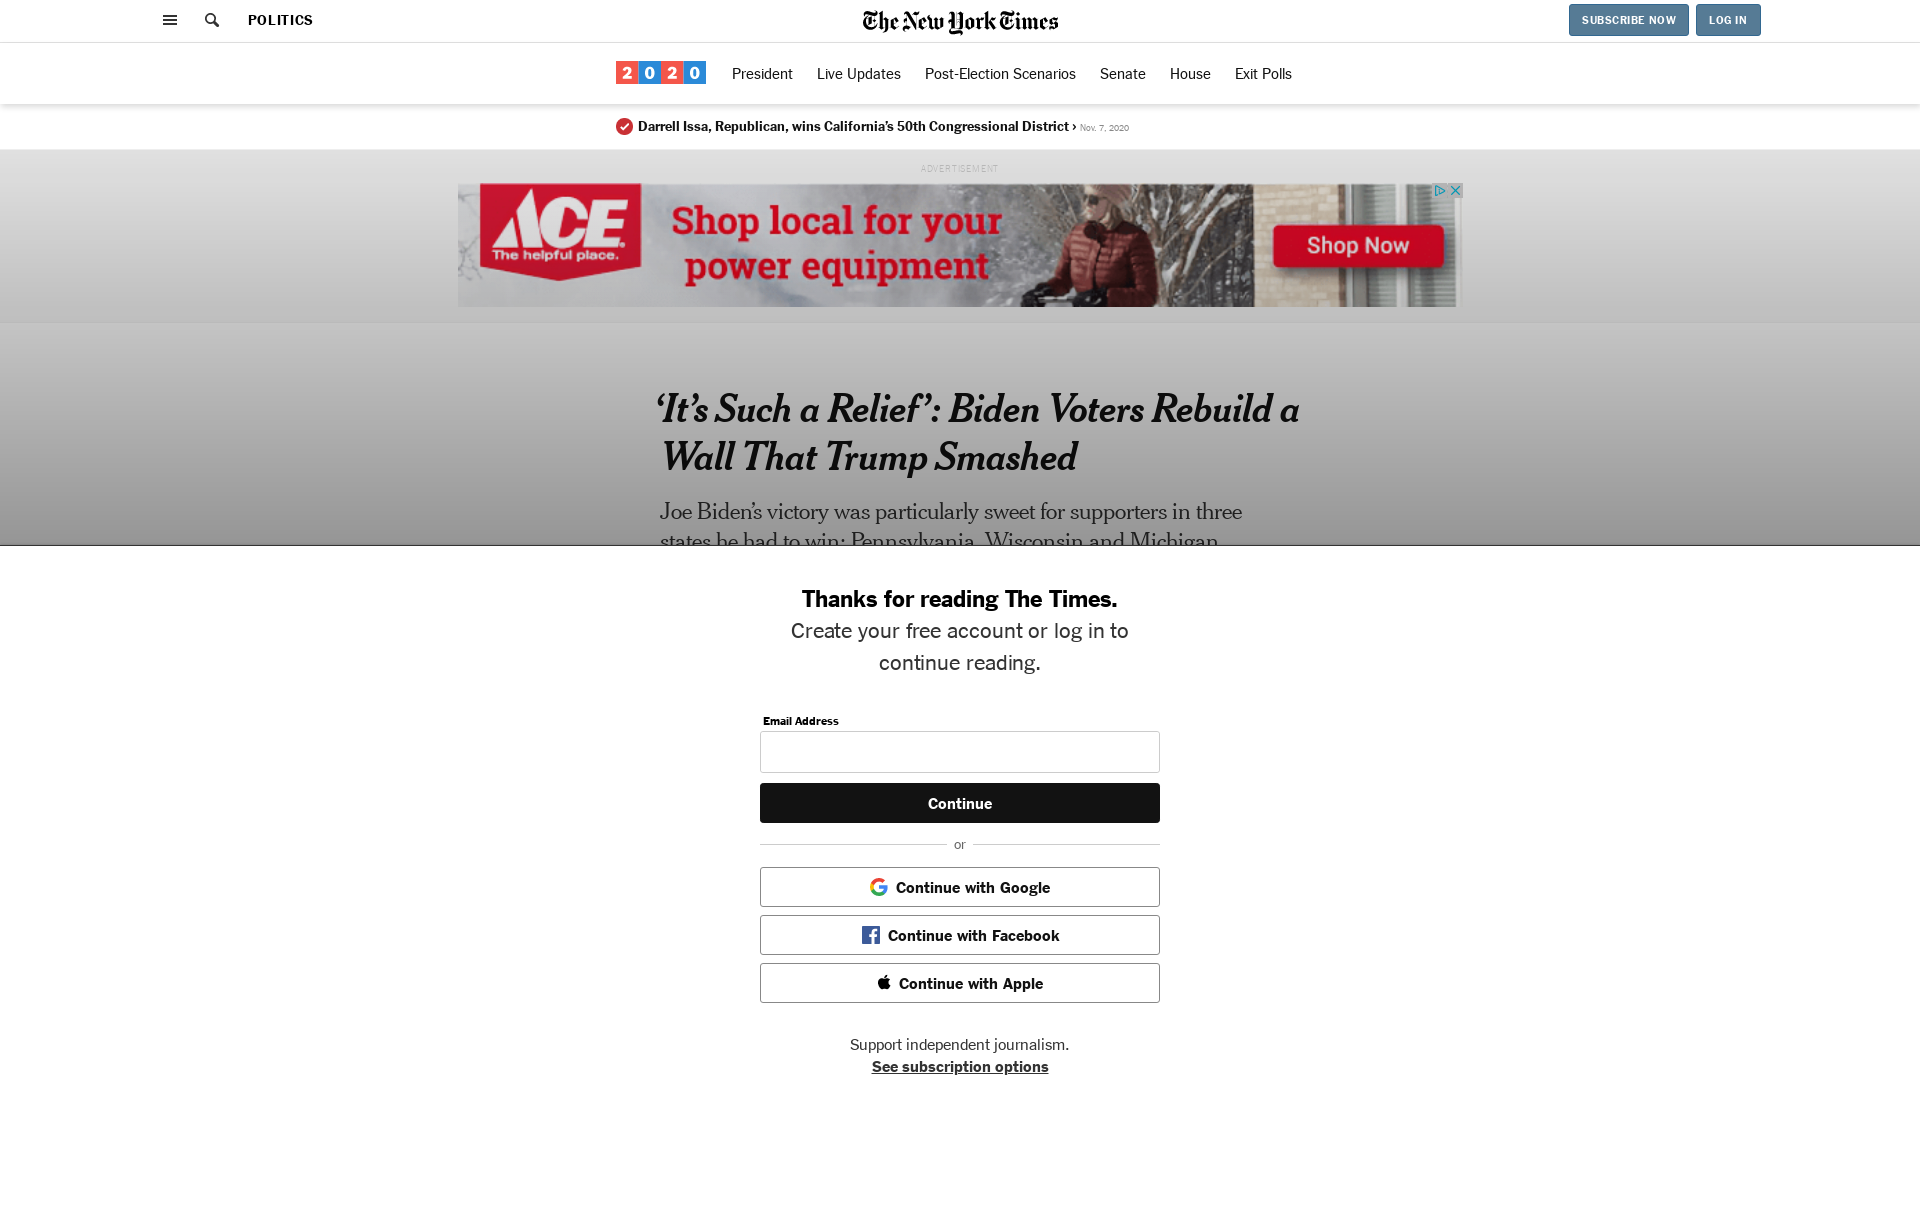 POLITICS
The New York Times
SUBSCRIBE NOW
LOG IN
2020
President
Live Updates
Post-Election Scenarios
Senate
House
Exit Polls
Darrell Issa, Republican, wins California’s 50th Congressional District › Nov. 7, 2020
ADVERTISEMENT
ACE
The helpful place.
Shop local for your
power equipment
Shop Now
‘It’s Such a Relief’: Biden Voters Rebuild a
Wall That Trump Smashed
Joe Biden’s victory was particularly sweet for supporters in three
states he had to win: Pennsylvania, Wisconsin and Michigan
Thanks for reading The Times.
Create your free account or log in to
continue reading.
Email Address
Continue
or
Continue with Google
Continue with Facebook
Continue with Apple
Support independent journalism.
See subscription options